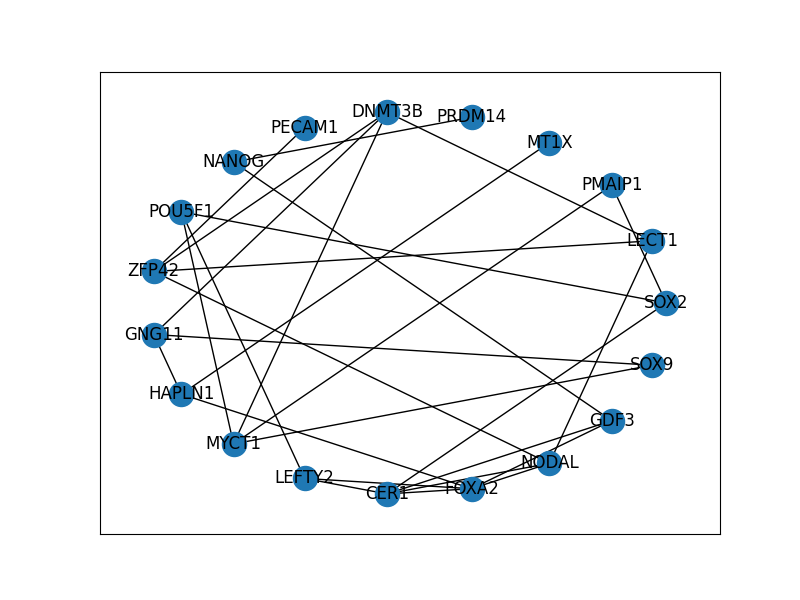 DNMT3B
PRDM14
PECAM1
MT1X
NANOG
PMAIP1
POU5F1
LECT1
ZFP42
SOX2
GNG11
SOX9
HAPLN1
GDF3
MYCT1
NODAL
LEFTY2
FOXA2
CER1